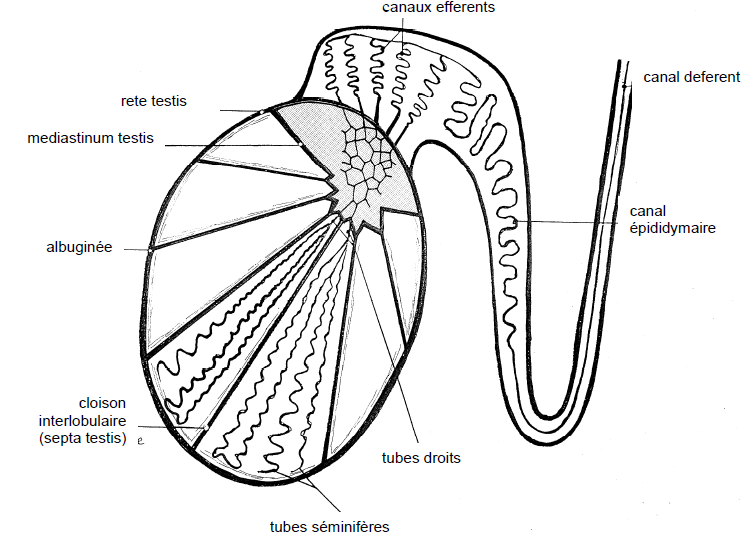 canaux efferents
canal deferent
rete testis
mediastinum testis
canal
épididymaire
albuginée
cloison
interlobulaire
(septa testis)
e
tubes droits
tubes séminifères